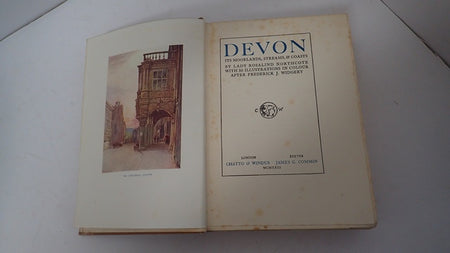 DEVON
ITS MOORLANDS, STREAMS, & COASTS
BY LADY ROSALIND NORTHCOTE
WITH 50 ILLUSTRATIONS IN COLOUR
AFTER FREDERICK J. WIDGERY
C W
LONDON EXETER
CHATTO & WINDUS JAMES G. COMMIN